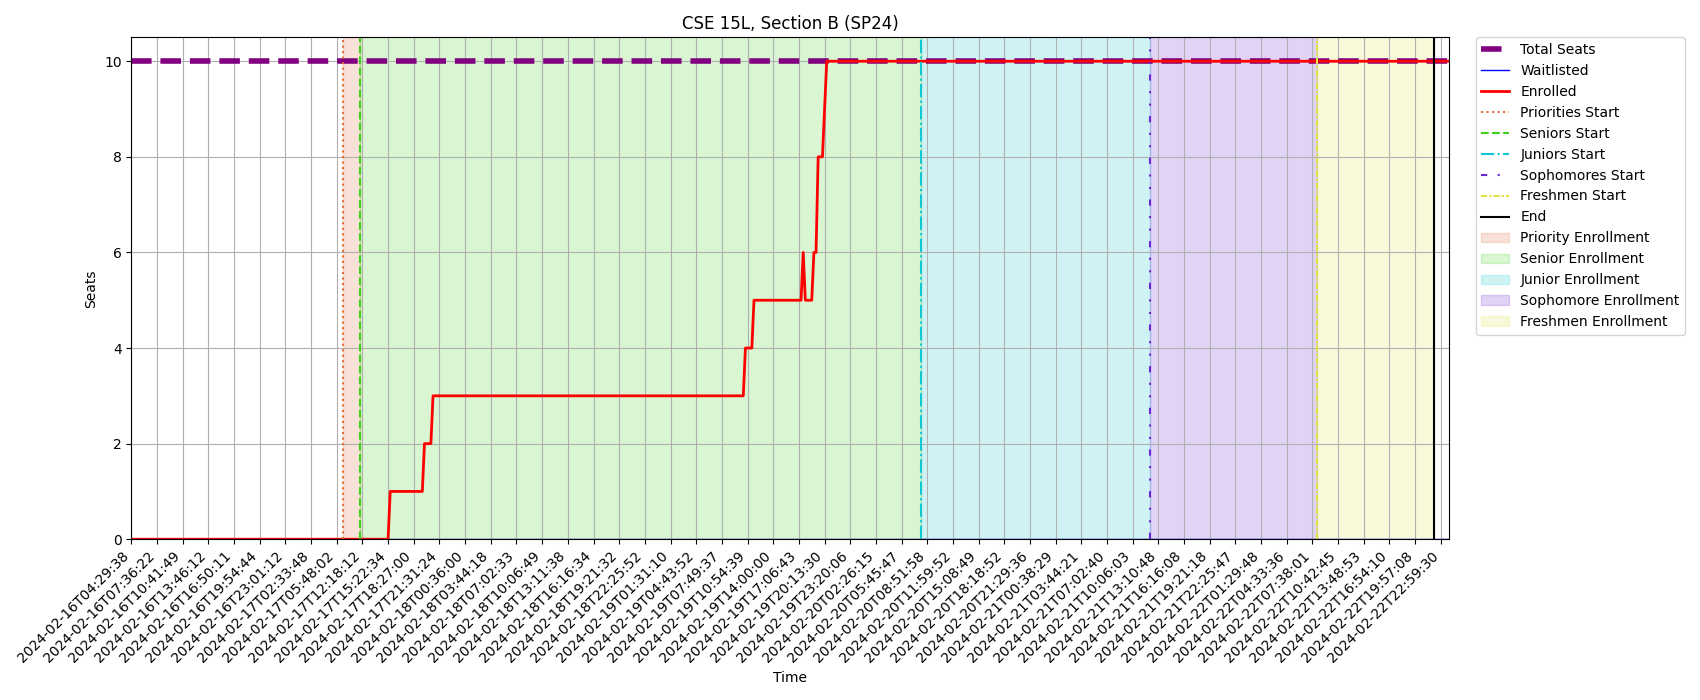 CSE 15L, Section B (SP24)
Seats
10
8
6
4
2
0
2024-02-16T04:29:38
2024-02-16T07:36:22
2024-02-16T10:41:49
2024-02-16T13:46:12
2024-02-16T16:50:11
2024-02-16T19:54:44
2024-02-16T23:01:12
2024-02-17T02:33:48
2024-02-17T05:48:02
2024-02-17T12:18:12
2024-02-17T15:22:34
2024-02-17T18:27:00
2024-02-17T21:31:24
2024-02-18T00:36:00
2024-02-18T03:44:18
2024-02-18T07:02:33
2024-02-18T10:06:49
2024-02-18T13:11:38
2024-02-18T16:16:34
2024-02-18T19:21:32
2024-02-18T22:25:52
2024-02-19T01:31:10
2024-02-19T04:43:52
2024-02-19T07:49:37
2024-02-19T10:54:39
2024-02-19T14:00:00
2024-02-19T17:06:43
2024-02-19T20:13:30
2024-02-19T23:20:06
2024-02-20T02:26:15
2024-02-20T05:45:47
2024-02-20T08:51:58
2024-02-20T11:59:52
2024-02-20T15:08:49
2024-02-20T18:18:52
2024-02-20T21:29:36
2024-02-21T00:38:29
2024-02-21T03:44:21
2024-02-21T07:02:40
2024-02-21T10:06:03
2024-02-21T13:10:48
2024-02-21T16:16:08
2024-02-21T19:21:18
2024-02-21T22:25:47
2024-02-22T01:29:48
2024-02-22T04:33:36
2024-02-22T07:38:01
2024-02-22T10:42:45
2024-02-22T13:48:53
2024-02-22T16:54:10
2024-02-22T19:57:08
2024-02-22T22:59:30
Time
Total Seats
Waitlisted
Enrolled
Priorities Start
Seniors Start
Juniors Start
Sophomores Start
Freshmen Start
End
Priority Enrollment
Senior Enrollment
Junior Enrollment
Sophomore Enrollment
Freshmen Enrollment